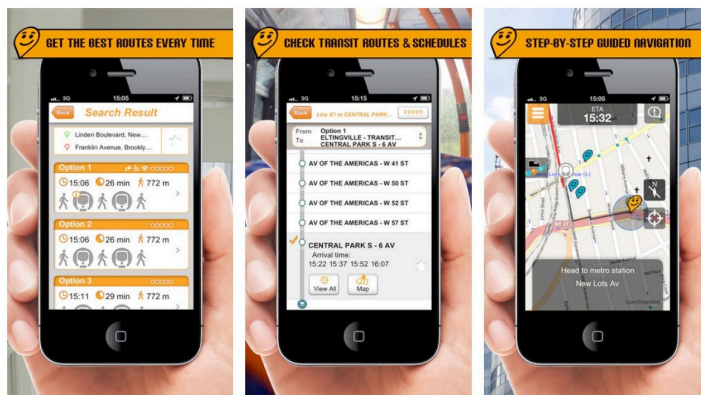 GET THE BEST ROUTES EVERY TIME
3G 15:05
Back Search Result
Linden Boulevard, New...
Franklin Avenue, Brookly...
Option 1
15:06 26 min 772 m
Option 2
15:06 26 min 772 m
Option 3
15:11 29 min 772 m
CHECK TRANSIT ROUTES & SCHEDULES
3G 15:15
Back Line X1 to CENTRAL PARK...
From Option 1
ELTINGVILLE - TRANSIT...
To CENTRAL PARK S - 6 AV
AV OF THE AMERICAS - W 41 ST
AV OF THE AMERICAS - W 50 ST
AV OF THE AMERICAS - W 52 ST
AV OF THE AMERICAS - W 57 ST
CENTRAL PARK S - 6 AV
Arrival time:
15:22 15:37 15:52 16:07
View All Map
STEP-BY-STEP GUIDED NAVIGATION
3G 15:05
ETA
15:32
N
Head to metro station
New Lots Av
OpenStreetMap